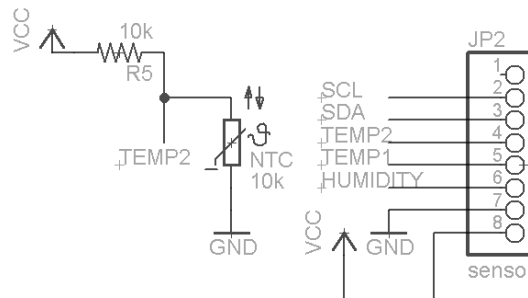 VCC
10k
R5
TEMP2
NTC
10k
GND
JP2
1
2
3
4
5
6
7
8
SCL
SDA
TEMP2
TEMP1
HUMIDITY
VCC
GND
senso